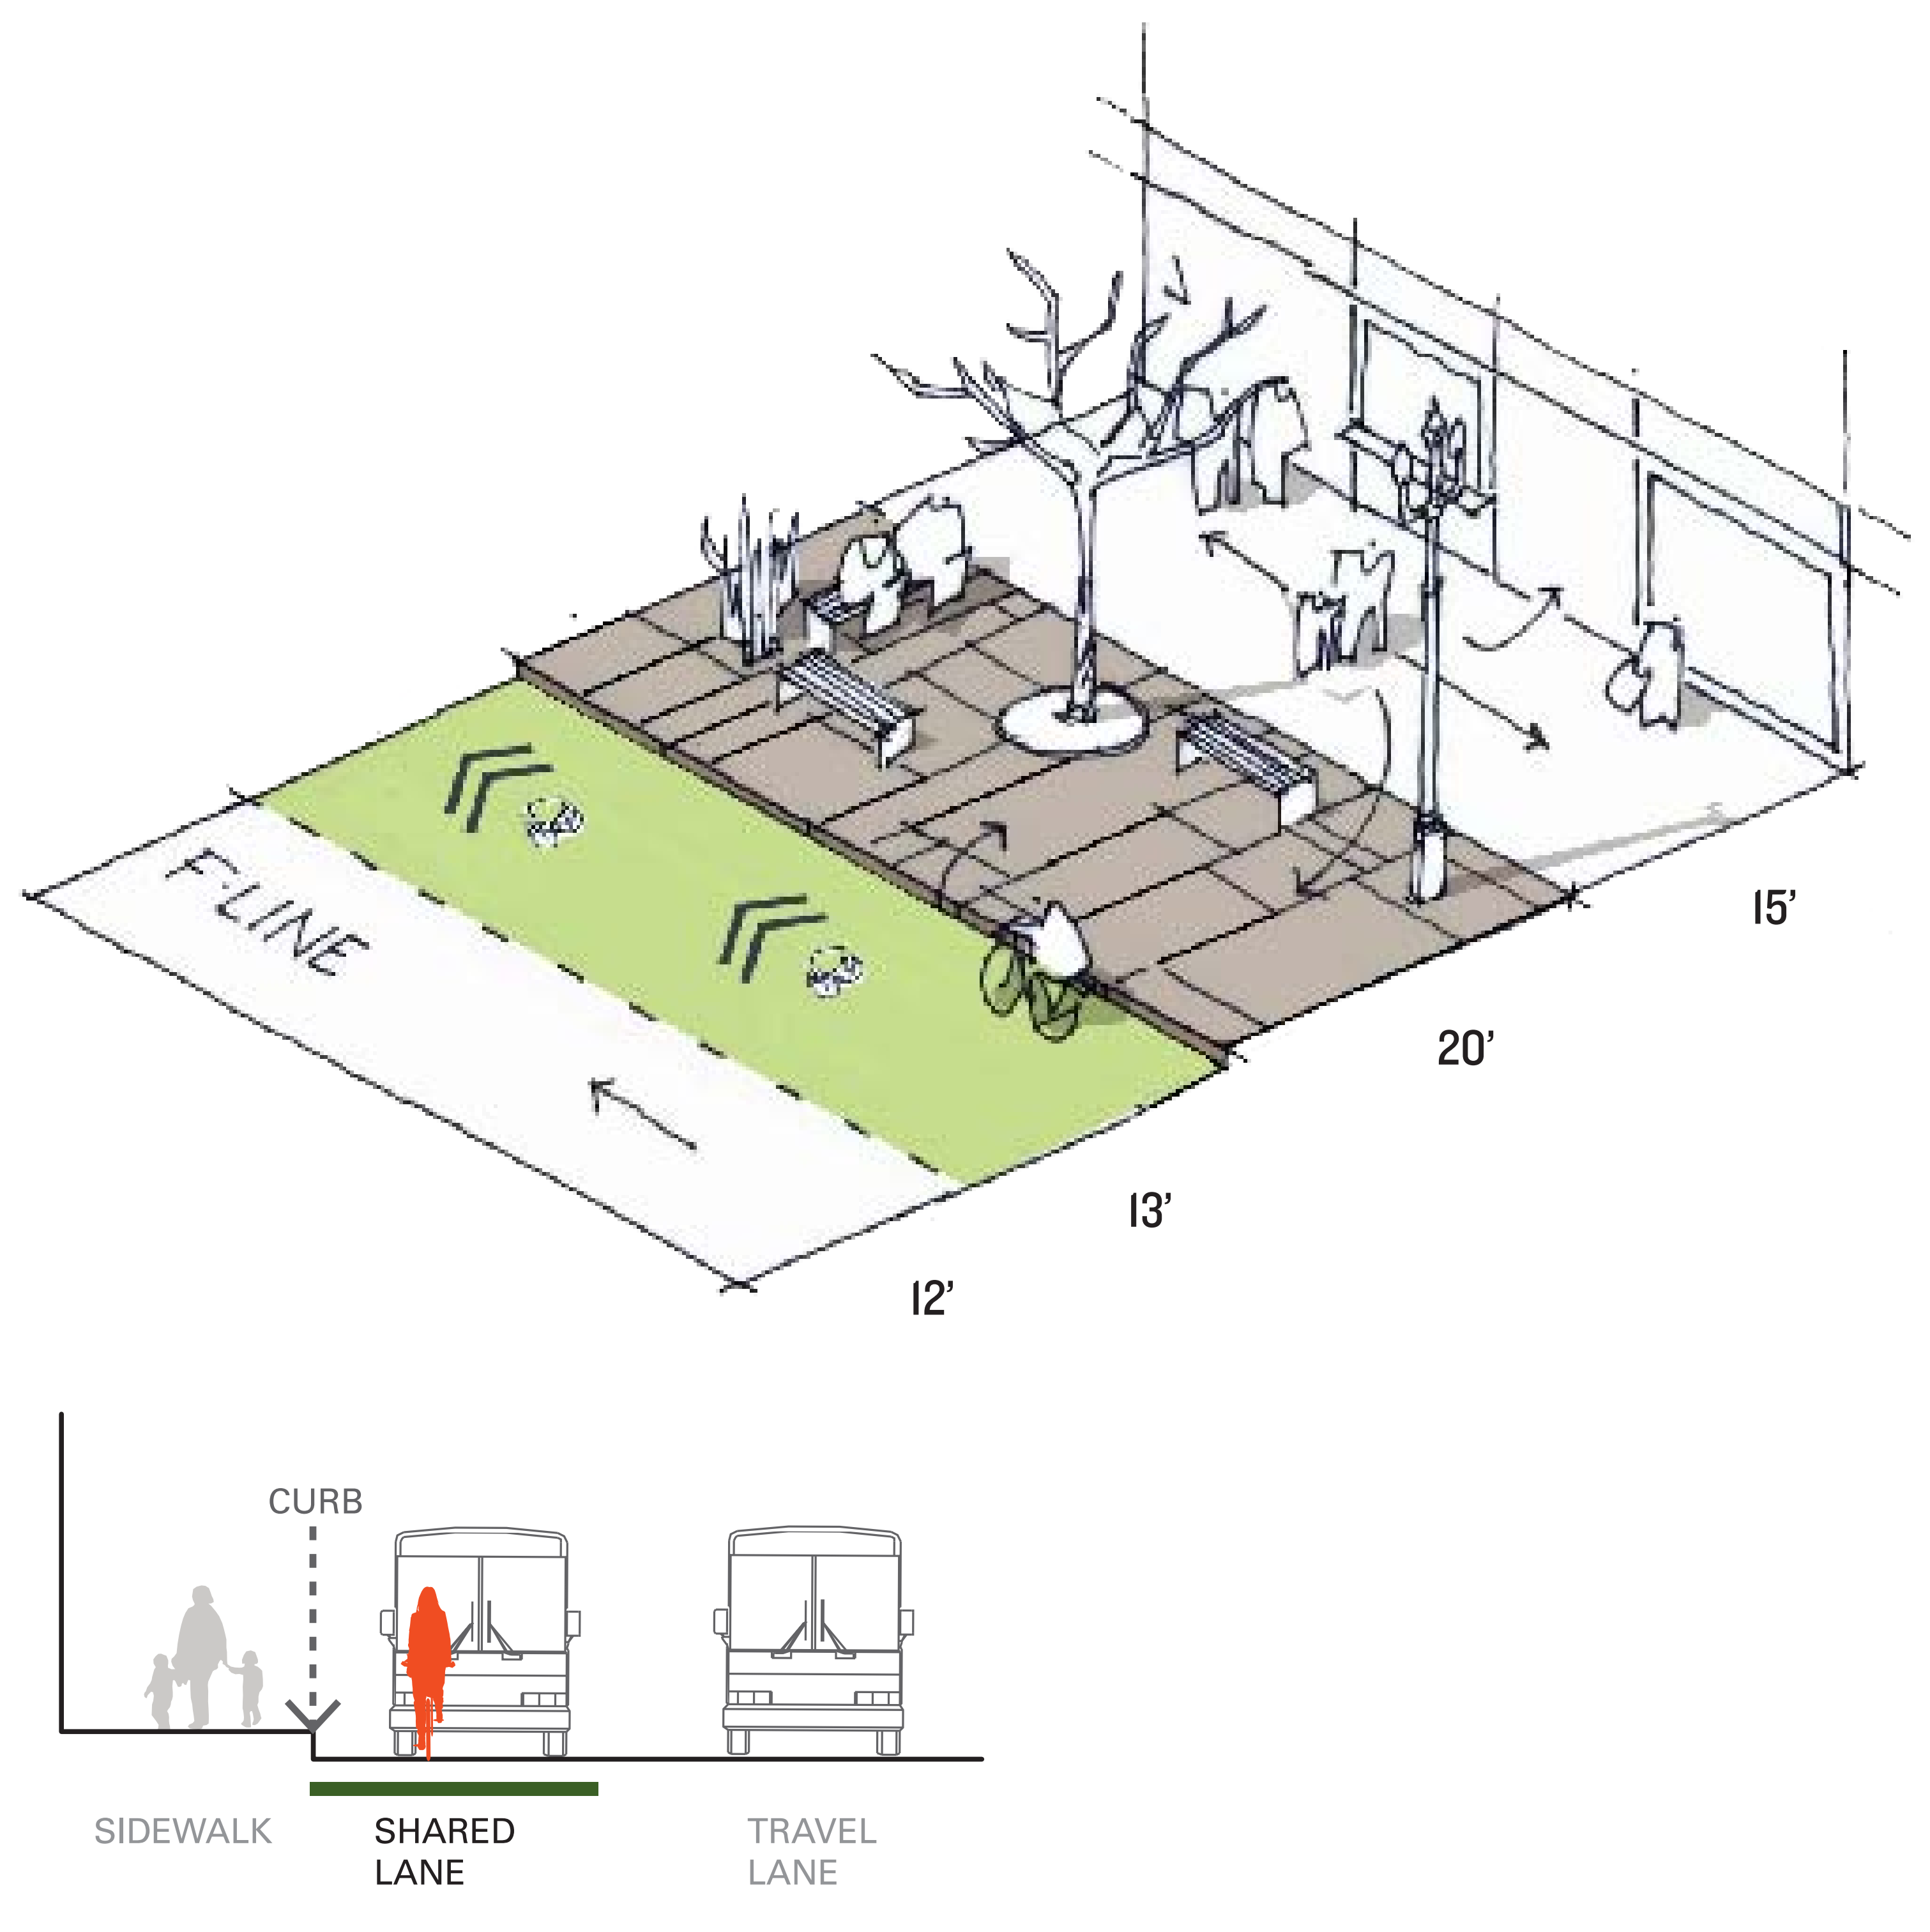 F-LINE
15’
20’
13’
12’
CURB
SIDEWALK
SHARED
LANE
TRAVEL
LANE